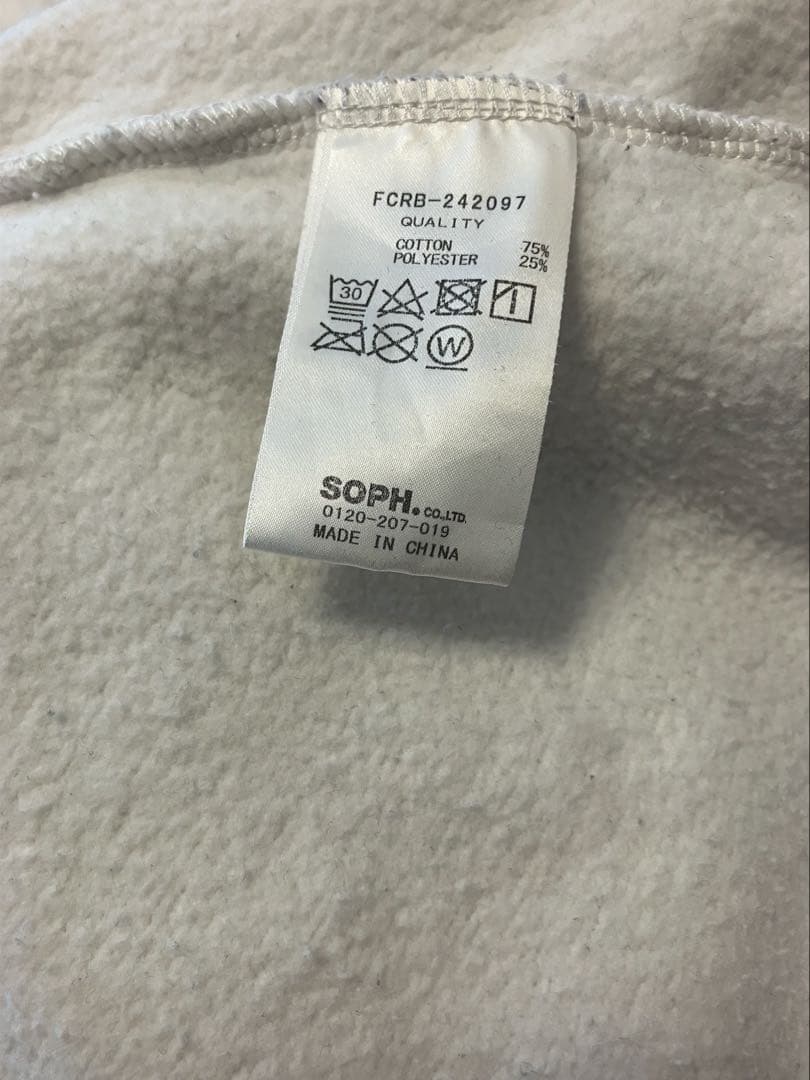 FCRB-242097
QUALITY
COTTON 75%
POLYESTER 25%
30
W
SOPH.CO.,LTD.
0120-207-019
MADE IN CHINA